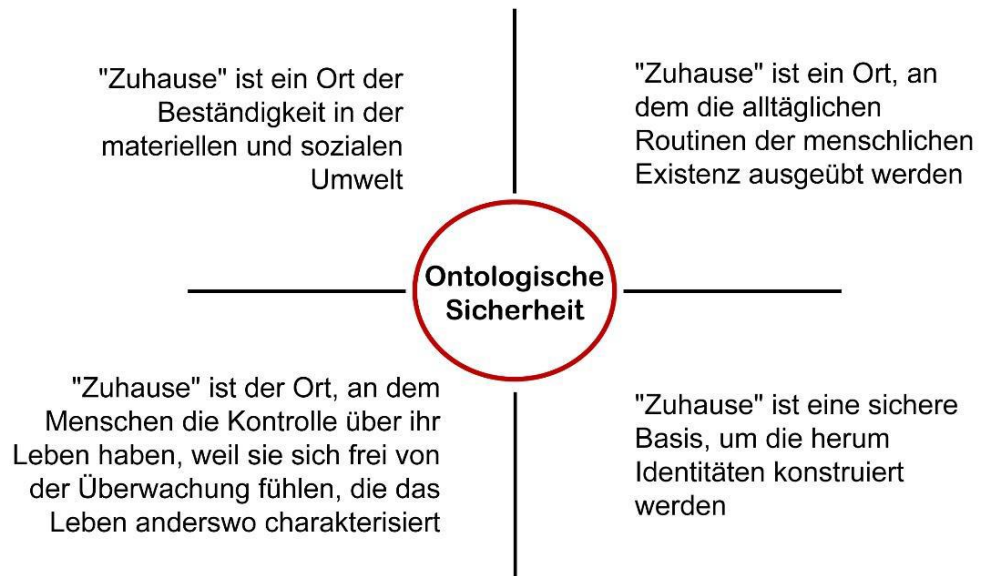 "Zuhause" ist ein Ort der
Beständigkeit in der
materiellen und sozialen
Umwelt
"Zuhause" ist ein Ort, an
dem die alltäglichen
Routinen der menschlichen
Existenz ausgeübt werden
Ontologische
Sicherheit
"Zuhause" ist der Ort, an dem
Menschen die Kontrolle über ihr
Leben haben, weil sie sich frei von
der Überwachung fühlen, die das
Leben anderswo charakterisiert
"Zuhause" ist eine sichere
Basis, um die herum
Identitäten konstruiert
werden